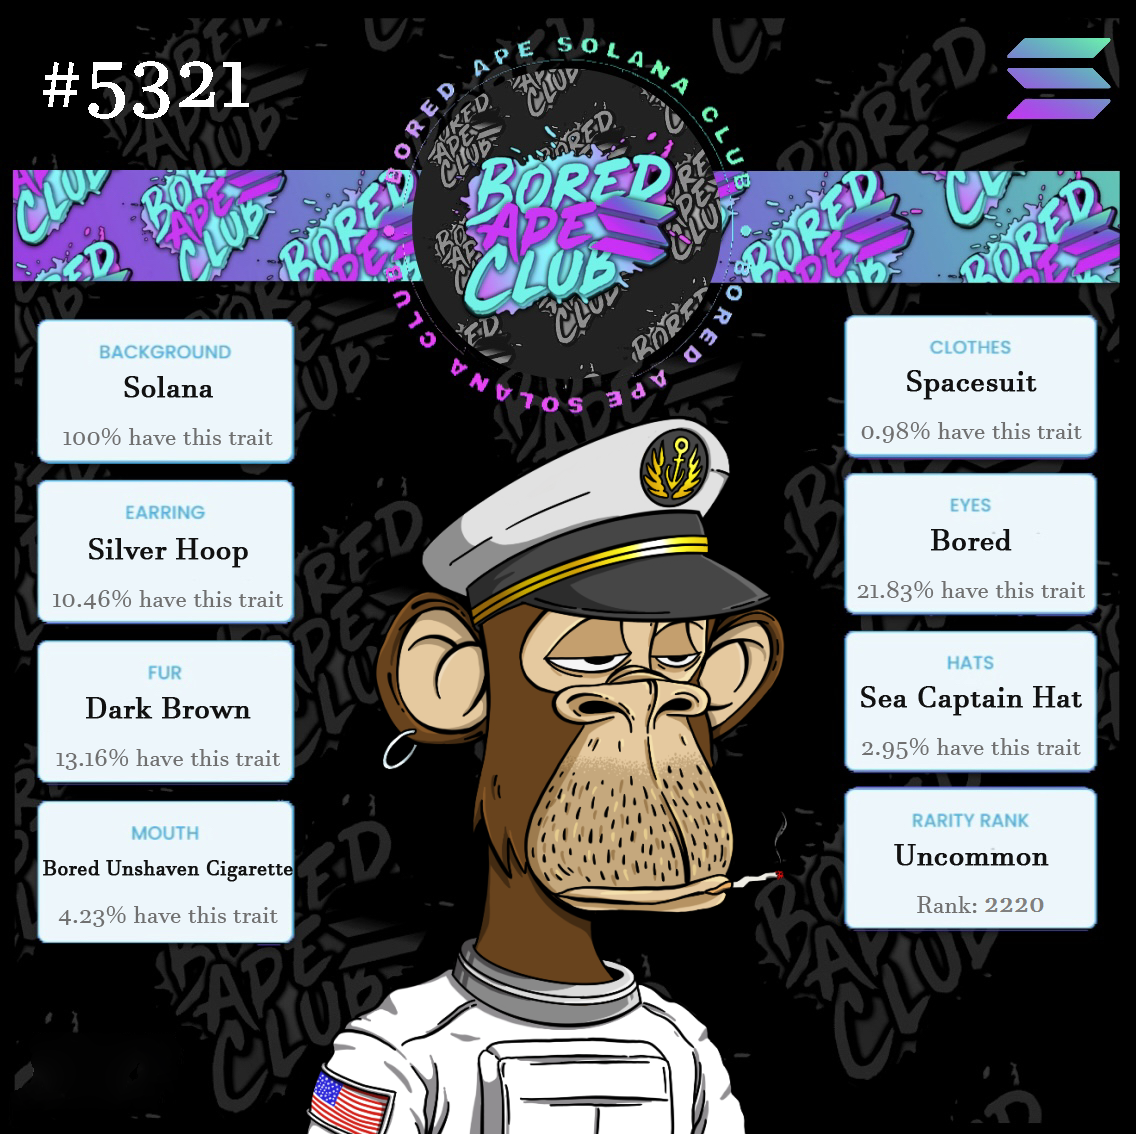 #5321
BORED APE SOLANA CLUB
BORED APE SOLANA CLUB
BORED
APE
CLUB
BACKGROUND
Solana
100% have this trait
EARRING
Silver Hoop
10.46% have this trait
FUR
Dark Brown
13.16% have this trait
MOUTH
Bored Unshaven Cigarette
4.23% have this trait
CLOTHES
Spacesuit
0.98% have this trait
EYES
Bored
21.83% have this trait
HATS
Sea Captain Hat
2.95% have this trait
RARITY RANK
Uncommon
Rank: 2220